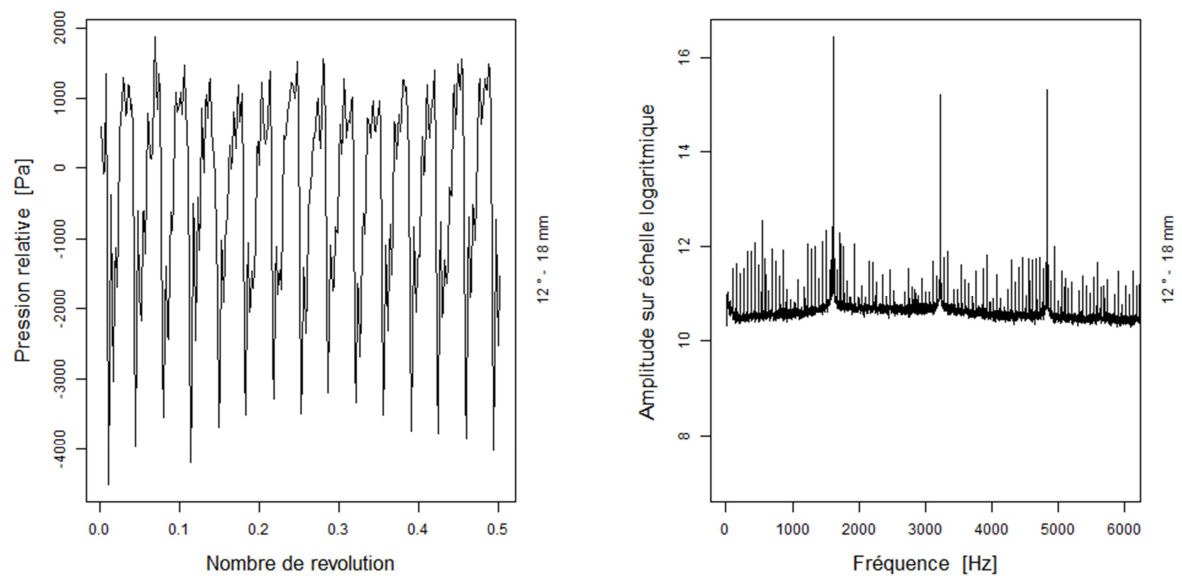 2000
1000
0
-1000
-2000
-3000
-4000
Pression relative [Pa]
0.0 0.1 0.2 0.3 0.4 0.5
Nombre de revolution
12 ° - 18 mm
16
14
12
10
8
Amplitude sur échelle logaritmique
0 1000 2000 3000 4000 5000 6000
Fréquence [Hz]
12 ° - 18 mm